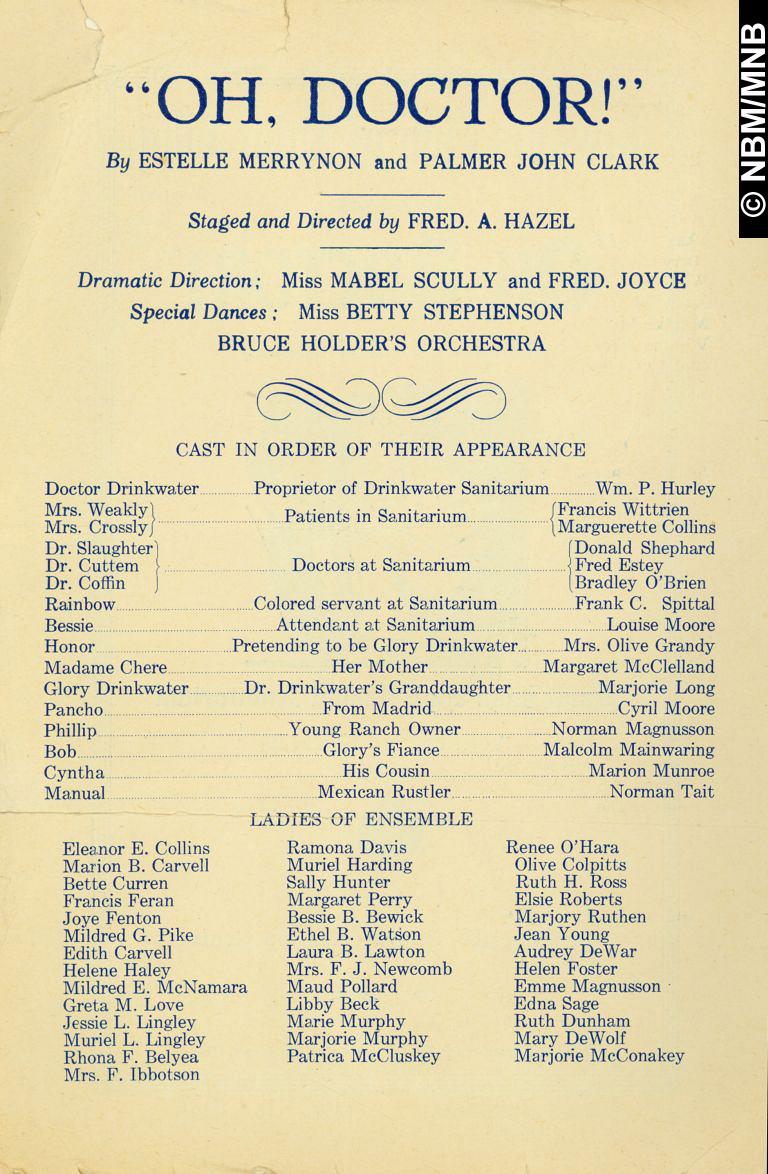 "OH, DOCTOR!"
By ESTELLE MERRYNON and PALMER JOHN CLARK
Staged and Directed by FRED. A. HAZEL
Dramatic Direction; Miss MABEL SCULLY and FRED. JOYCE
Special Dances; Miss BETTY STEPHENSON
BRUCE HOLDER'S ORCHESTRA
CAST IN ORDER OF THEIR APPEARANCE
Doctor Drinkwater Proprietor of Drinkwater Sanitarium Wm. P. Hurley
Mrs. Weakly Francis Wittrien
Patients in Sanitarium
Mrs. Crossly Marguerette Collins
Dr. Slaughter Donald Shephard
Dr. Cuttem Doctors at Sanitarium Fred Estey
Dr. Coffin Bradley O'Brien
Rainbow Colored servant at Sanitarium Frank C. Spittal
Bessie Attendant at Sanitarium Louise Moore
Honor Pretending to be Glory Drinkwater Mrs. Olive Grandy
Madame Chere Her Mother Margaret McClelland
Glory Drinkwater Dr. Drinkwater's Granddaughter Marjorie Long
Pancho From Madrid Cyril Moore
Phillip Young Ranch Owner Norman Magnusson
Bob Glory's Fiance Malcolm Mainwaring
Cyntha His Cousin Marion Munroe
Manual Mexican Rustler Norman Tait
LADIES OF ENSEMBLE
Eleanor E. Collins
Marion B. Carvell
Bette Curren
Francis Feran
Joye Fenton
Mildred G. Pike
Edith Carvell
Helene Haley
Mildred E. McNamara
Greta M. Love
Jessie L. Lingley
Muriel L. Lingley
Rhona F. Belyea
Mrs. F. Ibbotson
Ramona Davis
Muriel Harding
Sally Hunter
Margaret Perry
Bessie B. Bewick
Ethel B. Watson
Laura B. Lawton
Mrs. F. J. Newcomb
Maud Pollard
Libby Beck
Marie Murphy
Marjorie Murphy
Patrica McCluskey
Renee O'Hara
Olive Colpitts
Ruth H. Ross
Elsie Roberts
Marjory Ruthen
Jean Young
Audrey DeWar
Helen Foster
Emme Magnusson
Edna Sage
Ruth Dunham
Mary DeWolf
Marjorie McConakey
© NBM/MNB